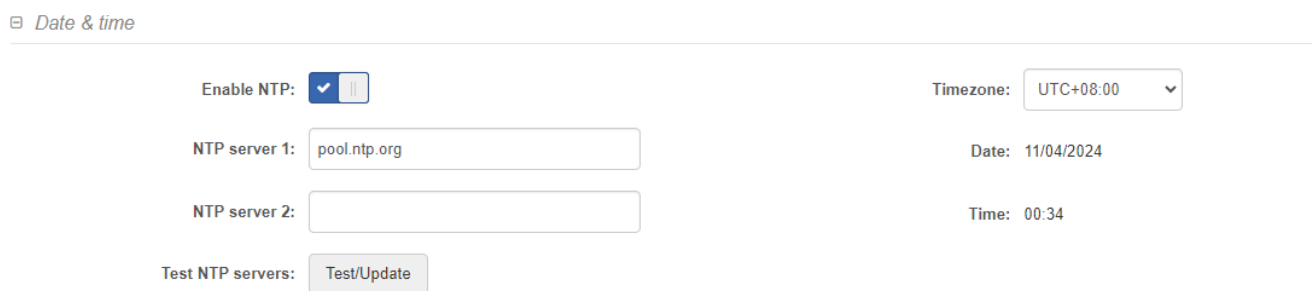 Date & time
Enable NTP:
Timezone: UTC+08:00
NTP server 1: pool.ntp.org
Date: 11/04/2024
NTP server 2:
Time: 00:34
Test NTP servers: Test/Update